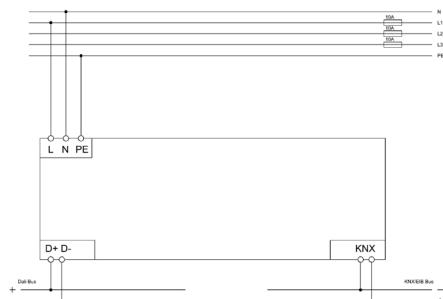 N
10A
L1
10A
L2
10A
L3
PE
L N PE
D+ D-
KNX
Dali Bus
KNX/EIB Bus
+
-